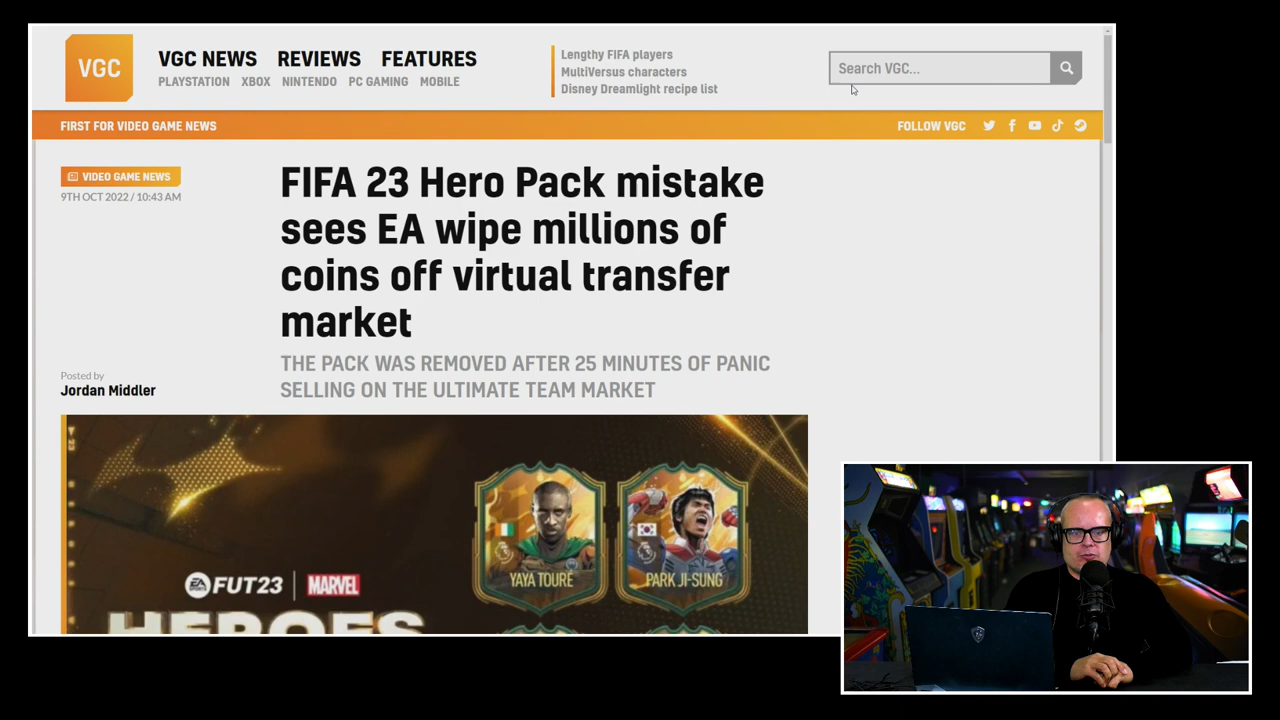 VGC
VGC NEWS REVIEWS FEATURES
PLAYSTATION XBOX NINTENDO PC GAMING MOBILE
Lengthy FIFA players
MultiVersus characters
Disney Dreamlight recipe list
Search VGC...
FIRST FOR VIDEO GAME NEWS
FOLLOW VGC
VIDEO GAME NEWS
9TH OCT 2022 / 10:43 AM
FIFA 23 Hero Pack mistake
sees EA wipe millions of
coins off virtual transfer
market
THE PACK WAS REMOVED AFTER 25 MINUTES OF PANIC
SELLING ON THE ULTIMATE TEAM MARKET
Posted by
Jordan Middler
YAYA TOURÉ
PARK JI-SUNG
EA SPORTS FUT23 MARVEL
HEROES